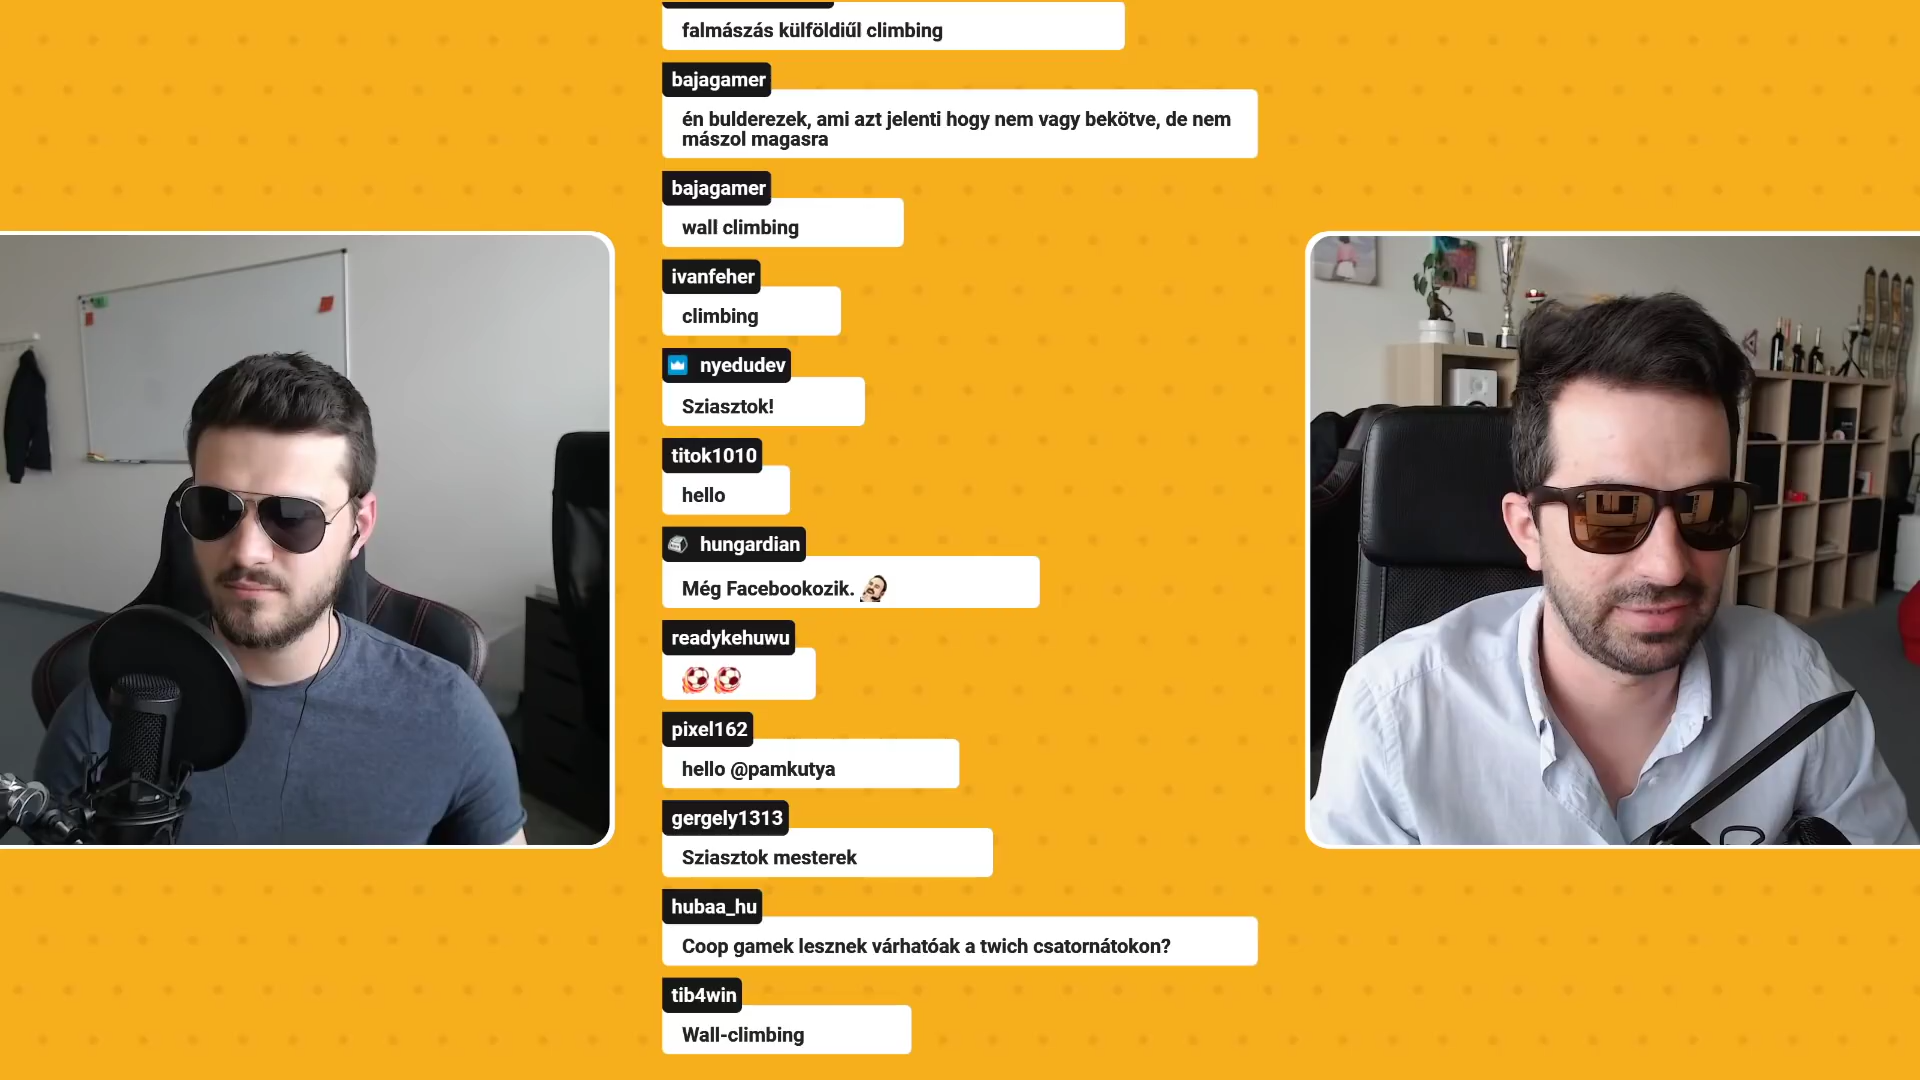 falmászás külföldiűl climbing
bajagamer
én bulderezek, ami azt jelenti hogy nem vagy bekötve, de nem
mászol magasra
bajagamer
wall climbing
ivanfeher
climbing
nyedudev
Sziasztok!
titok1010
hello
hungardian
Még Facebookozik.
readykehuwu
pixel162
hello @pamkutya
gergely1313
Sziasztok mesterek
hubaa_hu
Coop gamek lesznek várhatóak a twich csatornátokon?
tib4win
Wall-climbing